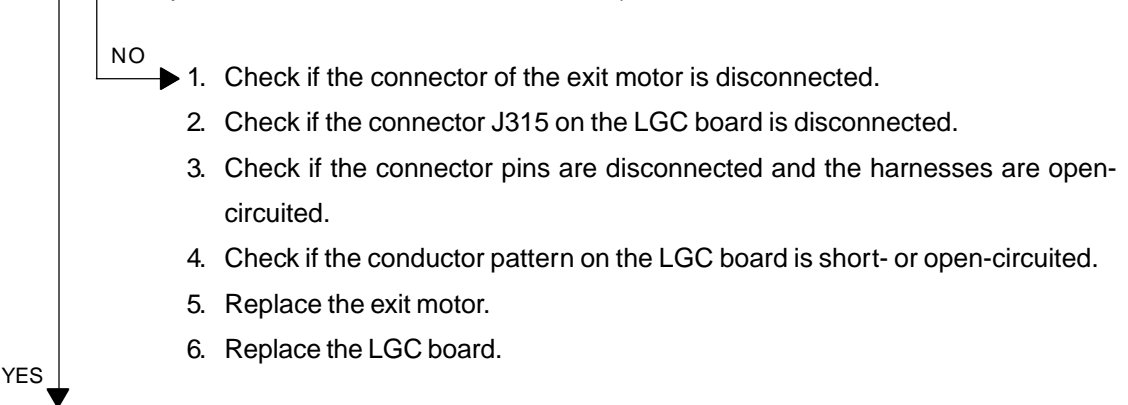 NO
1. Check if the connector of the exit motor is disconnected.
2. Check if the connector J315 on the LGC board is disconnected.
3. Check if the connector pins are disconnected and the harnesses are open-
circuited.
4. Check if the conductor pattern on the LGC board is short- or open-circuited.
5. Replace the exit motor.
6. Replace the LGC board.
YES